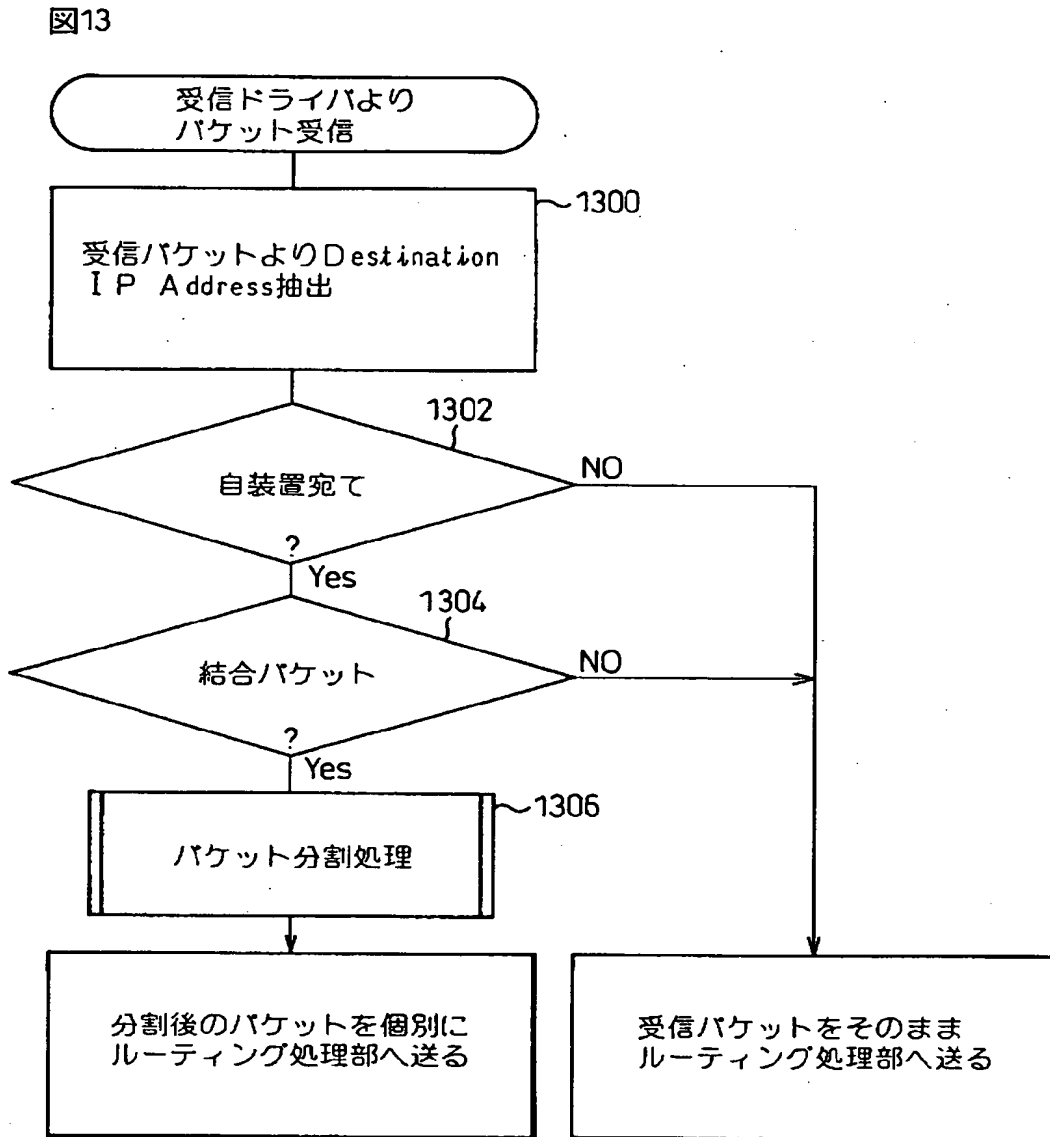 図13
受信ドライバより
パケット受信
1300
受信パケットよりDestination
IP Address抽出
1302
自装置宛て
?
NO
Yes
1304
結合パケット
?
NO
Yes
1306
パケット分割処理
分割後のパケットを個別に
ルーティング処理部へ送る
受信パケットをそのまま
ルーティング処理部へ送る